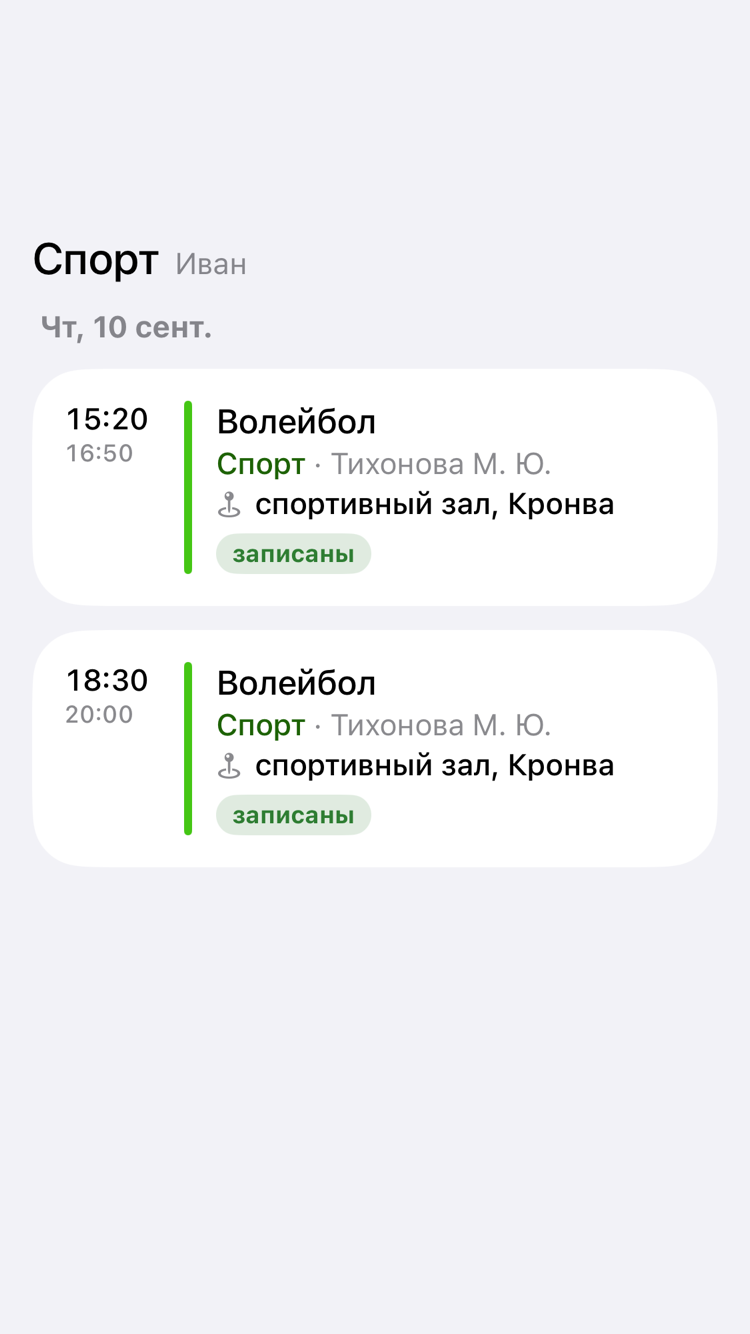 Спорт Иван
Чт, 10 сент.
15:20
16:50
Волейбол
Спорт · Тихонова М. Ю.
спортивный зал, Кронва
записаны
18:30
20:00
Волейбол
Спорт · Тихонова М. Ю.
спортивный зал, Кронва
записаны